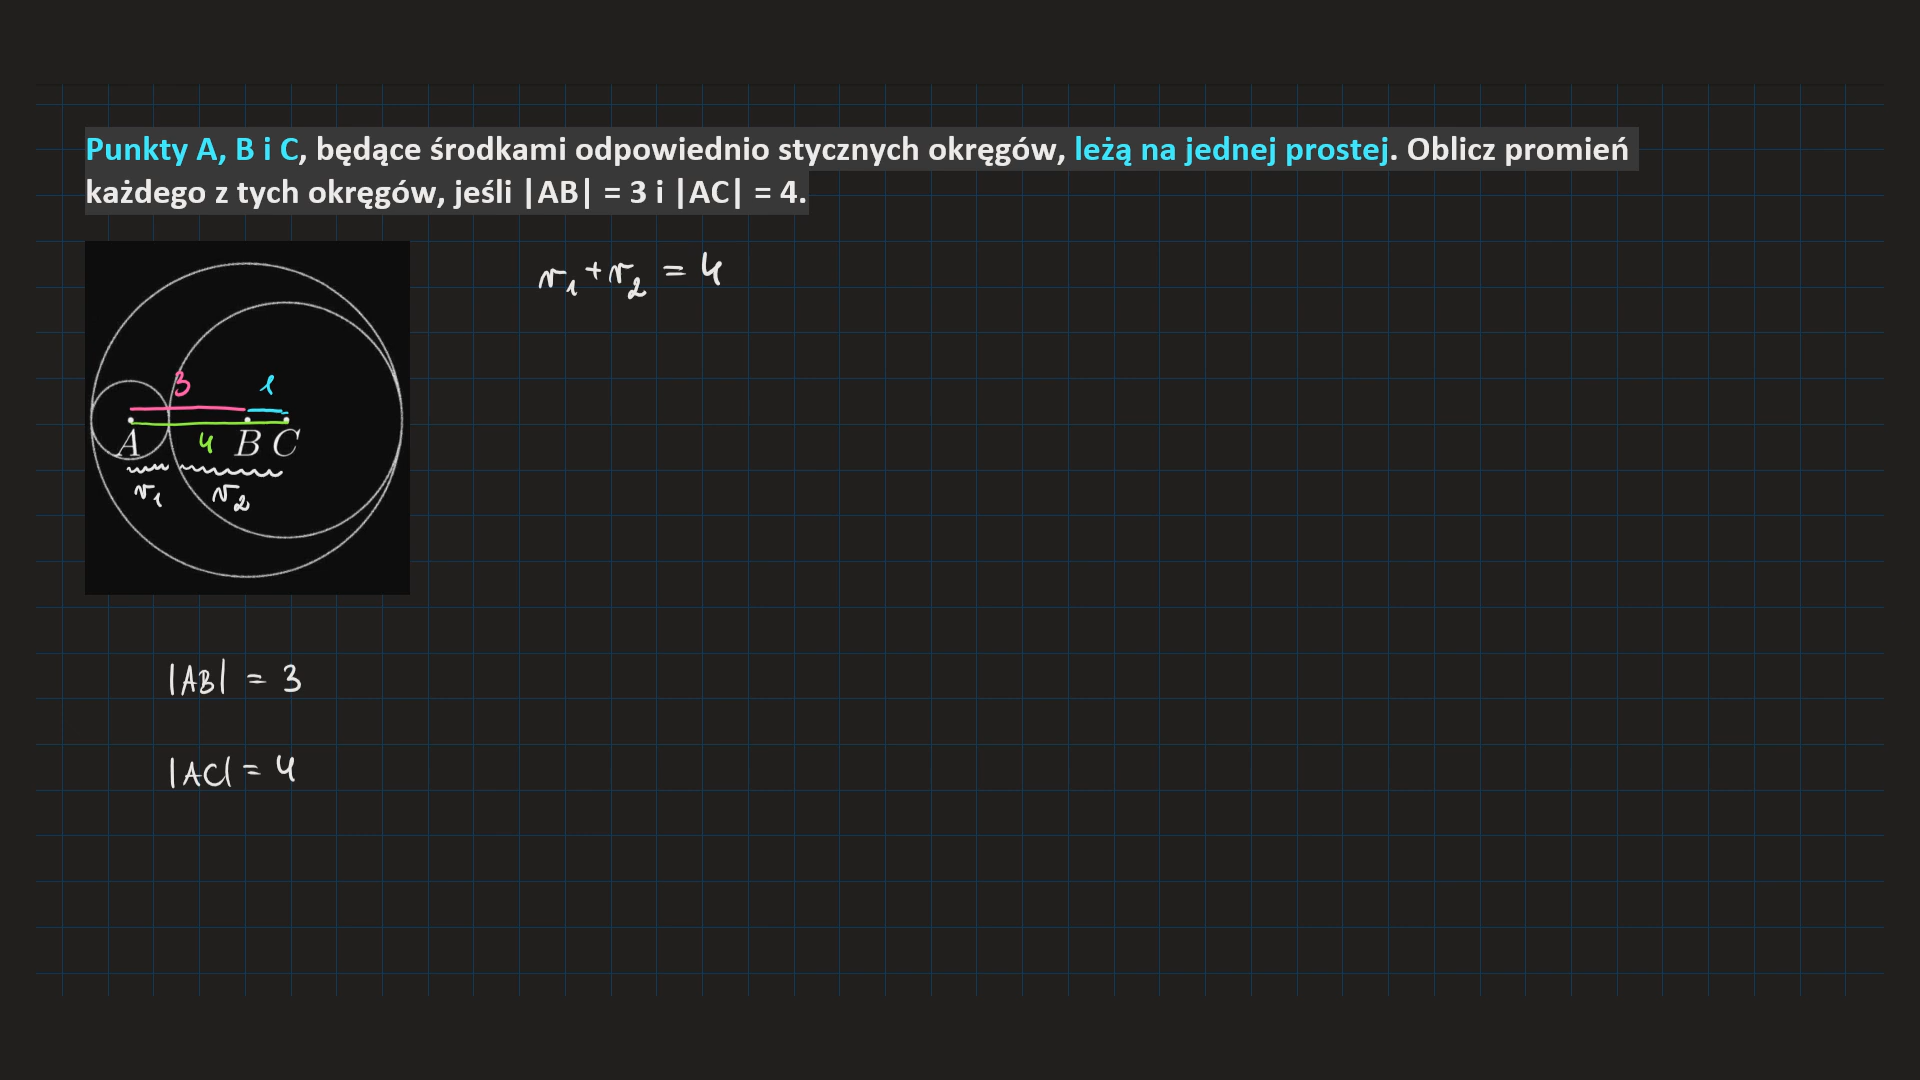 Punkty A, B i C, będące środkami odpowiednio stycznych okręgów, leżą na jednej prostej. Oblicz promień
każdego z tych okręgów, jeśli |AB| = 3 i |AC| = 4.
r₁ + r₂ = 4
3 1
A 4 B C
r₁ r₂
|AB| = 3
|AC| = 4